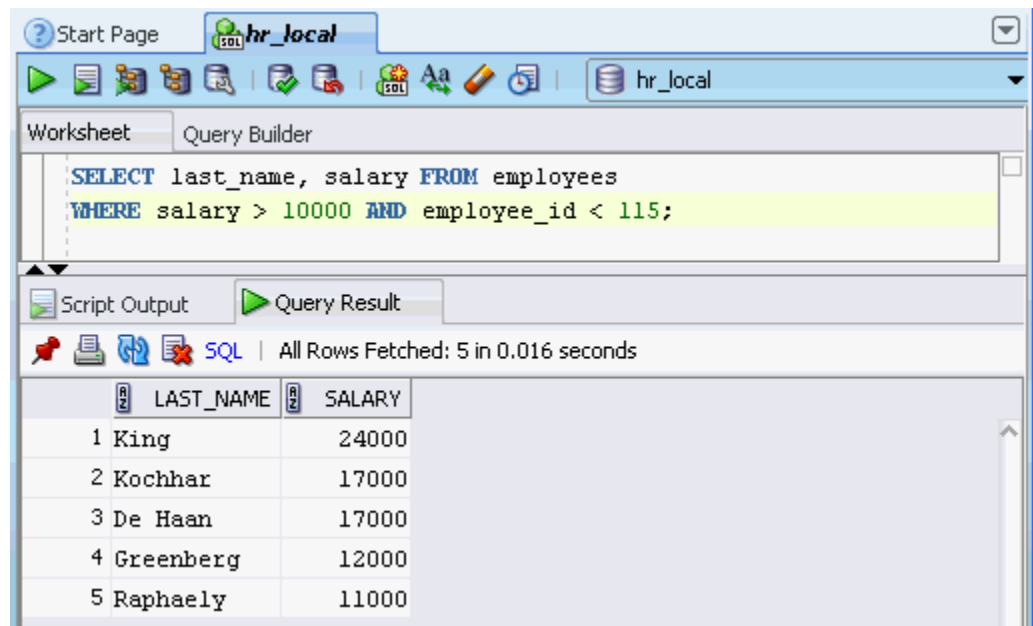 Start Page hr_local
hr_local
Worksheet Query Builder
SELECT last_name, salary FROM employees
WHERE salary > 10000 AND employee_id < 115;
Script Output Query Result
SQL | All Rows Fetched: 5 in 0.016 seconds
LAST_NAME SALARY
1 King 24000
2 Kochhar 17000
3 De Haan 17000
4 Greenberg 12000
5 Raphaely 11000